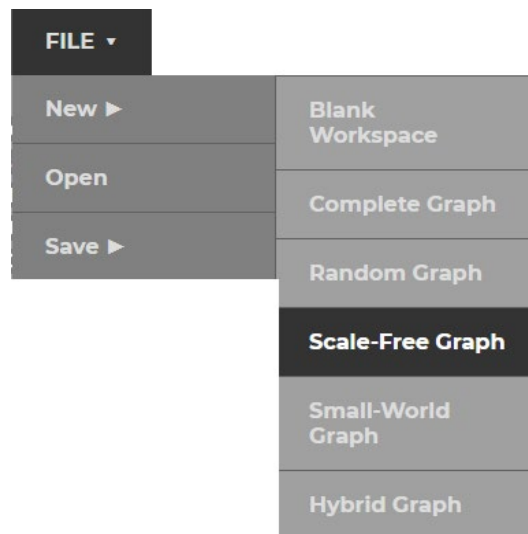 FILE ▾
New ▶
Open
Save ▶
Blank
Workspace
Complete Graph
Random Graph
Scale-Free Graph
Small-World
Graph
Hybrid Graph